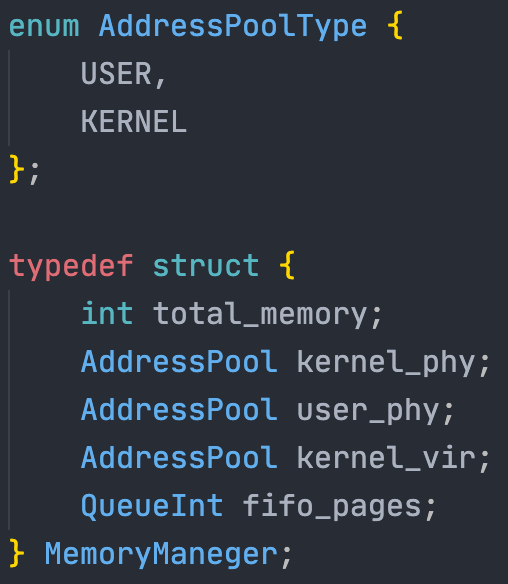 enum AddressPoolType {
    USER,
    KERNEL
};

typedef struct {
    int total_memory;
    AddressPool kernel_phy;
    AddressPool user_phy;
    AddressPool kernel_vir;
    QueueInt fifo_pages;
} MemoryManeger;